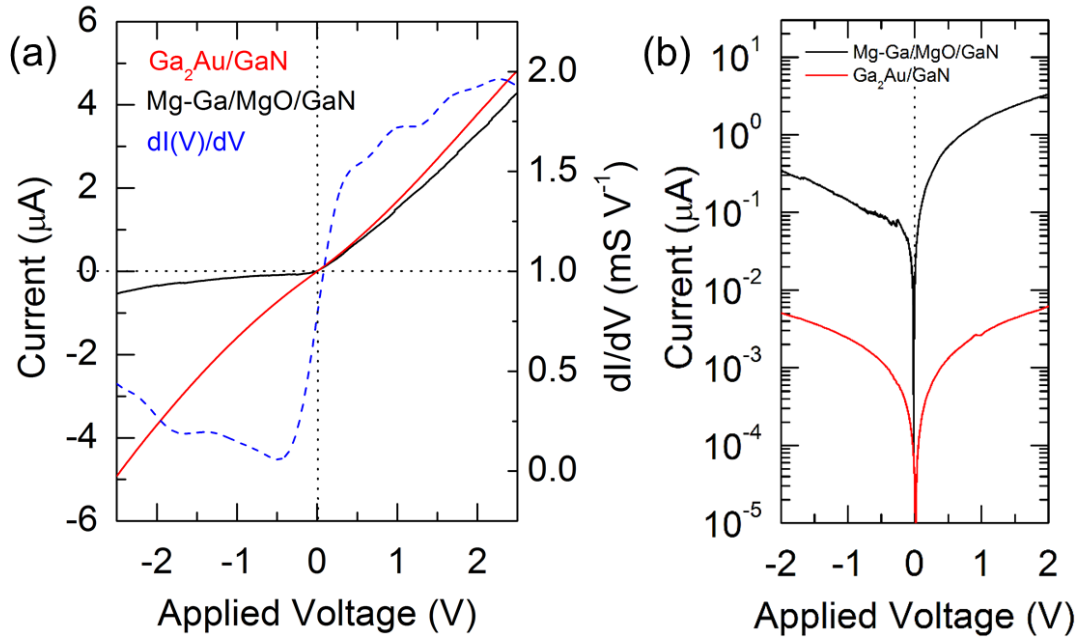 (a)
Ga₂Au/GaN
Mg-Ga/MgO/GaN
dI(V)/dV
6
4
2
0
-2
-4
-6
Current (µA)
2.0
1.5
1.0
0.5
0.0
dI/dV (mS V⁻¹)
-2 -1 0 1 2
Applied Voltage (V)
(b)
Mg-Ga/MgO/GaN
Ga₂Au/GaN
10¹
10⁰
10⁻¹
10⁻²
10⁻³
10⁻⁴
10⁻⁵
Current (µA)
-2 -1 0 1 2
Applied Voltage (V)